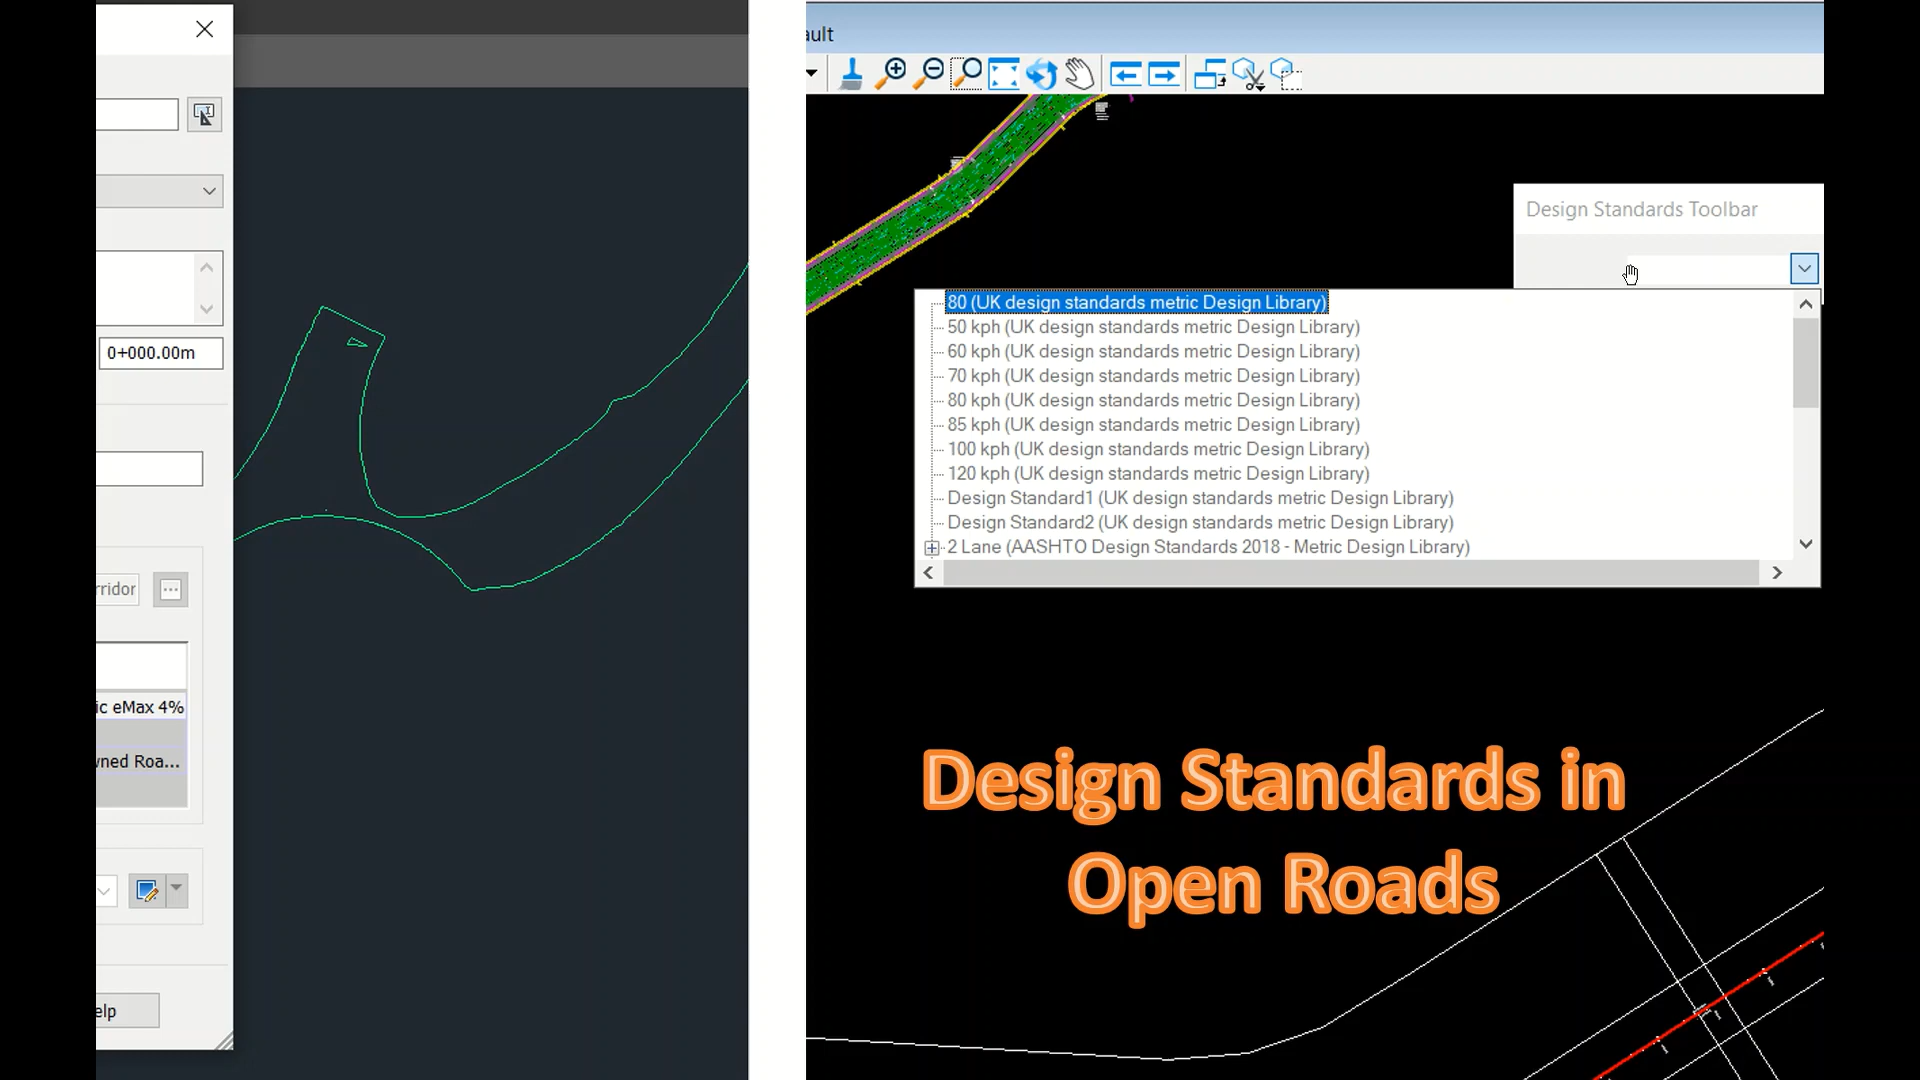 0+000.00m
rridor
ic eMax 4%
vned Roa...
elp
ault
Design Standards Toolbar
80 (UK design standards metric Design Library)
50 kph (UK design standards metric Design Library)
60 kph (UK design standards metric Design Library)
70 kph (UK design standards metric Design Library)
80 kph (UK design standards metric Design Library)
85 kph (UK design standards metric Design Library)
100 kph (UK design standards metric Design Library)
120 kph (UK design standards metric Design Library)
Design Standard1 (UK design standards metric Design Library)
Design Standard2 (UK design standards metric Design Library)
2 Lane (AASHTO Design Standards 2018 - Metric Design Library)
Design Standards in
Open Roads